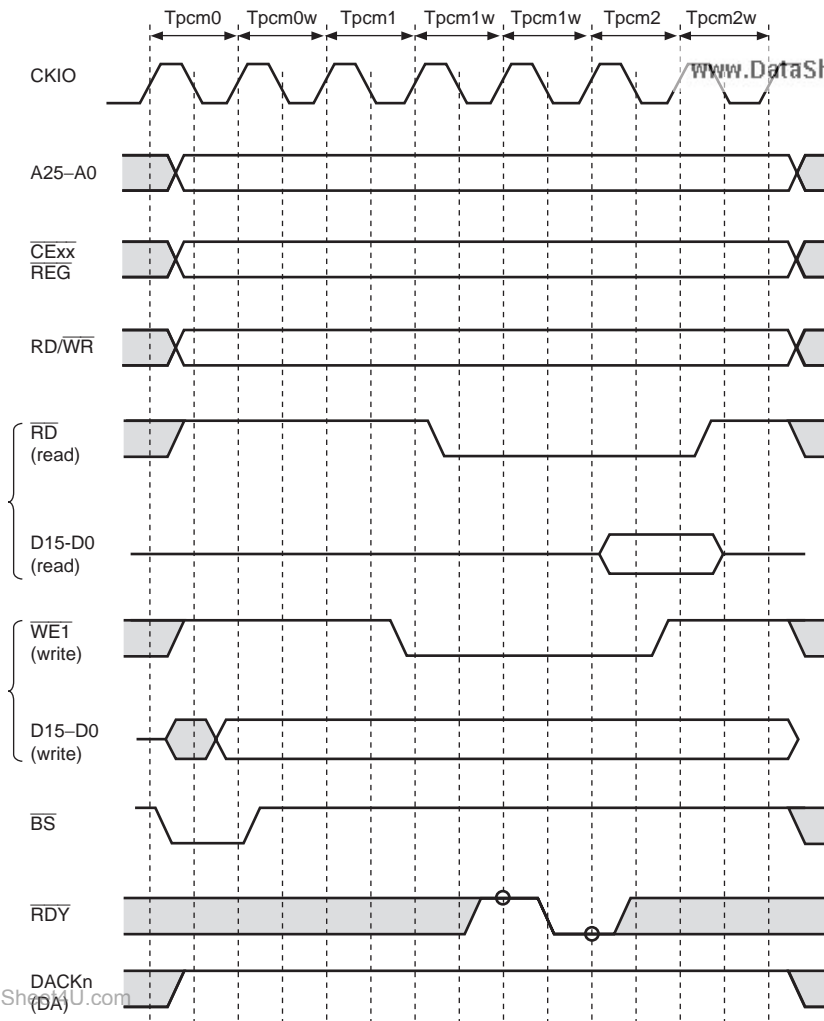 Tpcm0 Tpcm0w Tpcm1 Tpcm1w Tpcm1w Tpcm2 Tpcm2w
CKIO
www.DataSh
A25–A0
CExx
REG
RD/WR
RD
(read)
D15-D0
(read)
WE1
(write)
D15–D0
(write)
BS
RDY
DACKn
(DA)
Sheet4U.com